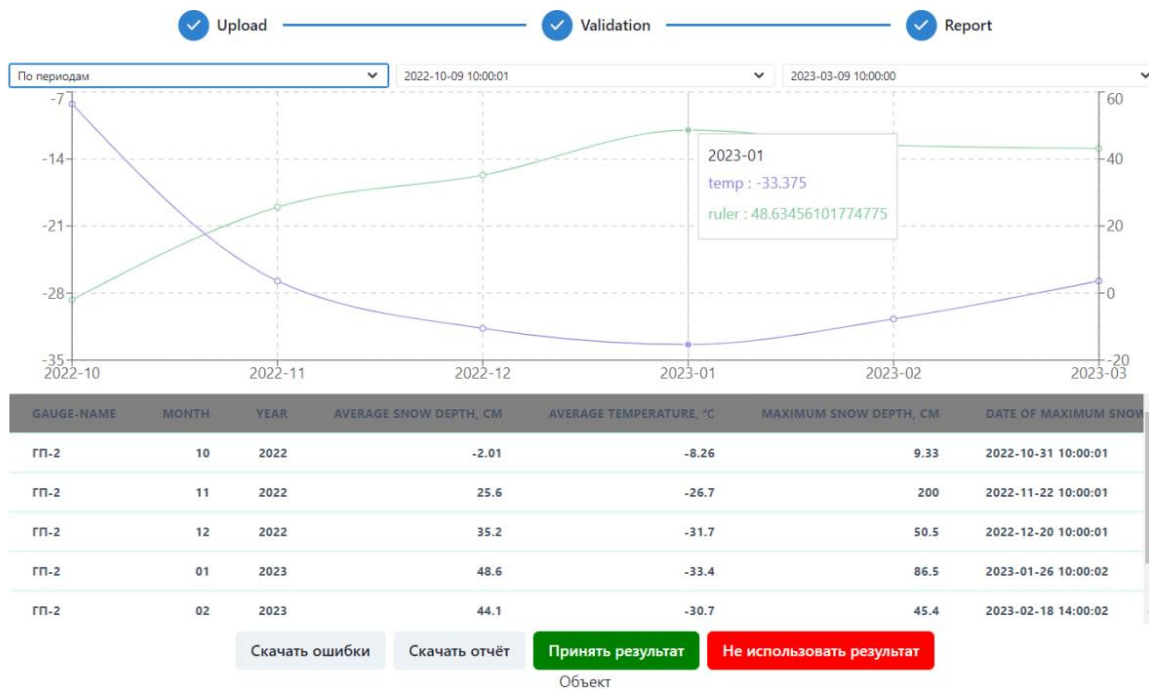 Upload Validation Report
По периодам 2022-10-09 10:00:01 2023-03-09 10:00:00
-7 60
-14 40
-21 20
-28 0
-35 -20
2023-01
temp : -33.375
ruler : 48.63456101774775
2022-10 2022-11 2022-12 2023-01 2023-02 2023-03
GAUGE-NAME MONTH YEAR AVERAGE SNOW DEPTH, CM AVERAGE TEMPERATURE, °C MAXIMUM SNOW DEPTH, CM DATE OF MAXIMUM SNOW
ГП-2 10 2022 -2.01 -8.26 9.33 2022-10-31 10:00:01
ГП-2 11 2022 25.6 -26.7 200 2022-11-22 10:00:01
ГП-2 12 2022 35.2 -31.7 50.5 2022-12-20 10:00:01
ГП-2 01 2023 48.6 -33.4 86.5 2023-01-26 10:00:02
ГП-2 02 2023 44.1 -30.7 45.4 2023-02-18 14:00:02
Скачать ошибки Скачать отчёт Принять результат Не использовать результат
Объект